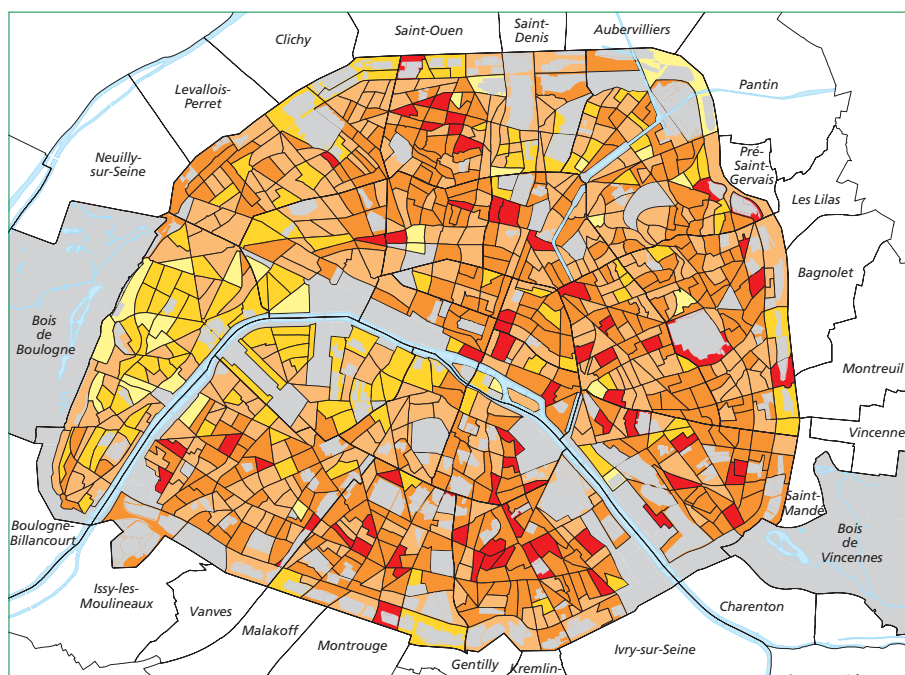 Clichy
Saint-Ouen
Saint-
Denis
Aubervilliers
Levallois-
Perret
Pantin
Neuilly-
sur-Seine
Pré-
Saint-
Gervais
Les Lilas
Bagnolet
Bois
de
Boulogne
Montreuil
Vincenne
Saint-
Mandé
Bois
de
Vincennes
Boulogne-
Billancourt
Issy-les-
Moulineaux
Vanves
Charenton
Malakoff
Montrouge
Ivry-sur-Seine
Gentilly
Kremlin-